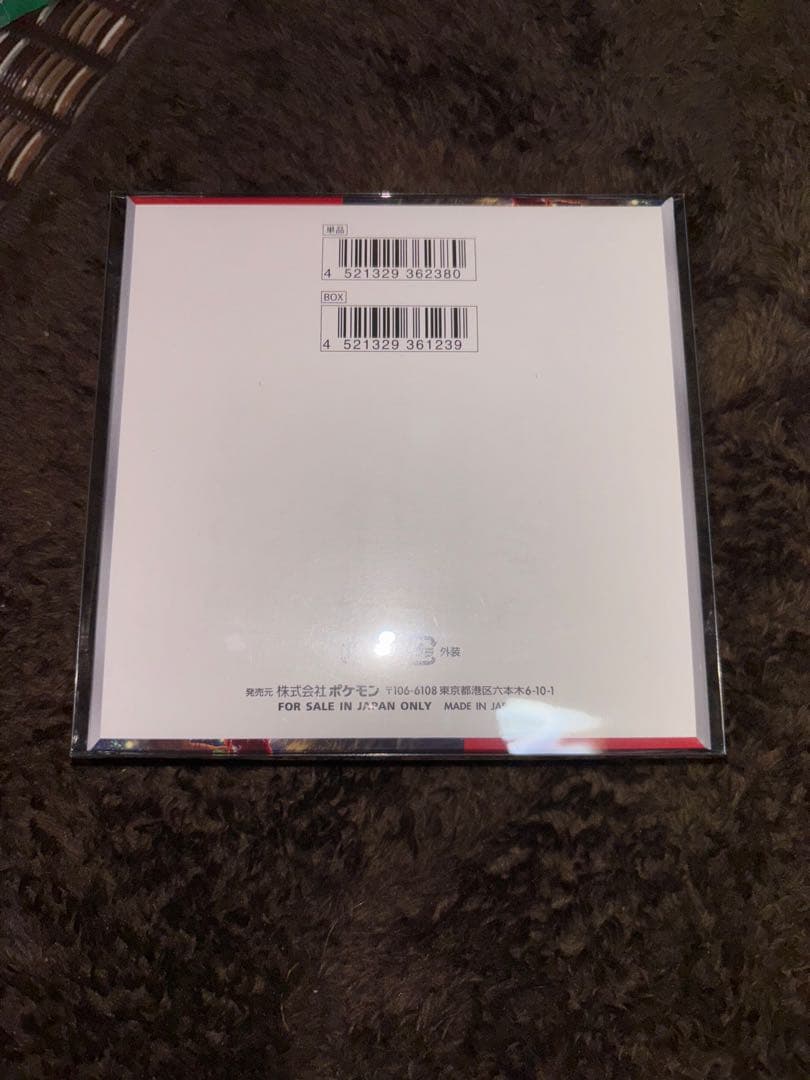 単品
4 521329 362380
BOX
4 521329 361239
外装
発売元 株式会社ポケモン 〒106-6108 東京都港区六本木6-10-1
FOR SALE IN JAPAN ONLY MADE IN